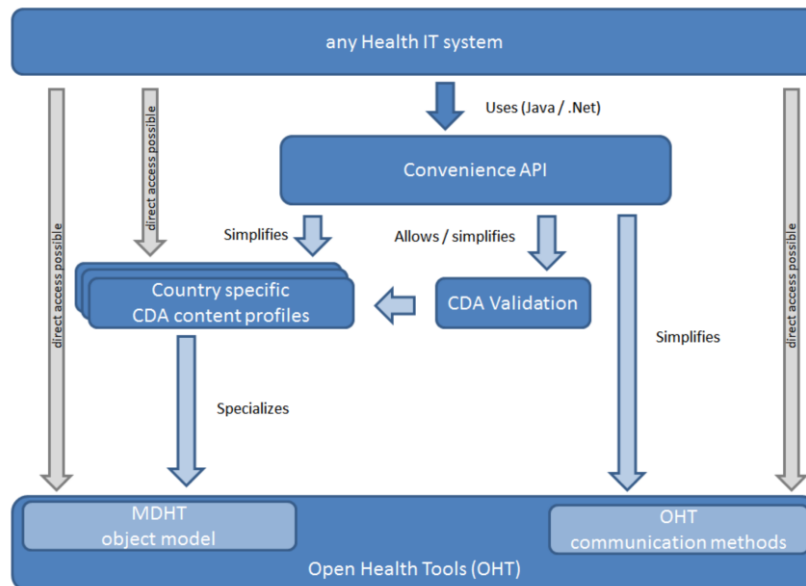 any Health IT system
Uses (Java / .Net)
Convenience API
direct access possible
direct access possible
direct access possible
Simplifies
Allows / simplifies
Country specific
CDA content profiles
CDA Validation
Simplifies
Specializes
MDHT
object model
OHT
communication methods
Open Health Tools (OHT)